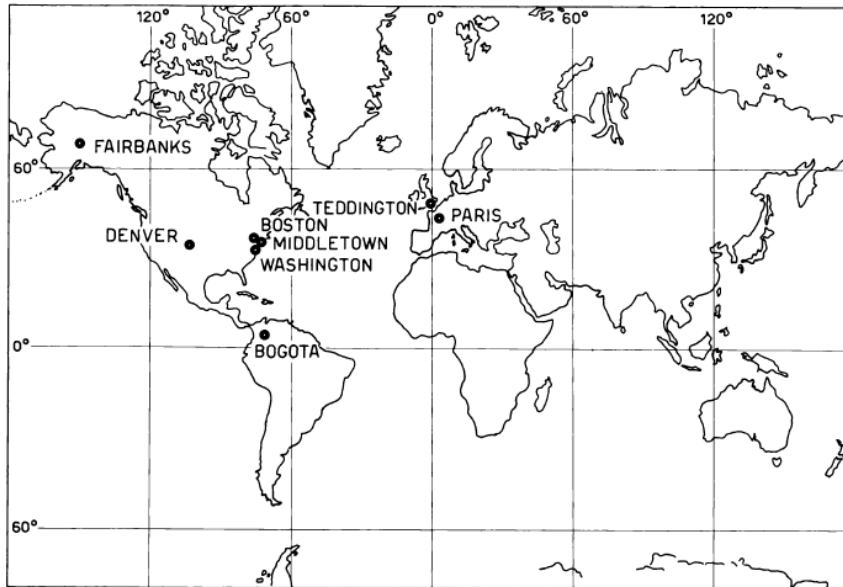 120° 60° 0° 60° 120°
FAIRBANKS
60°
TEDDINGTON
PARIS
BOSTON
DENVER
MIDDLETOWN
WASHINGTON
0°
BOGOTA
60°